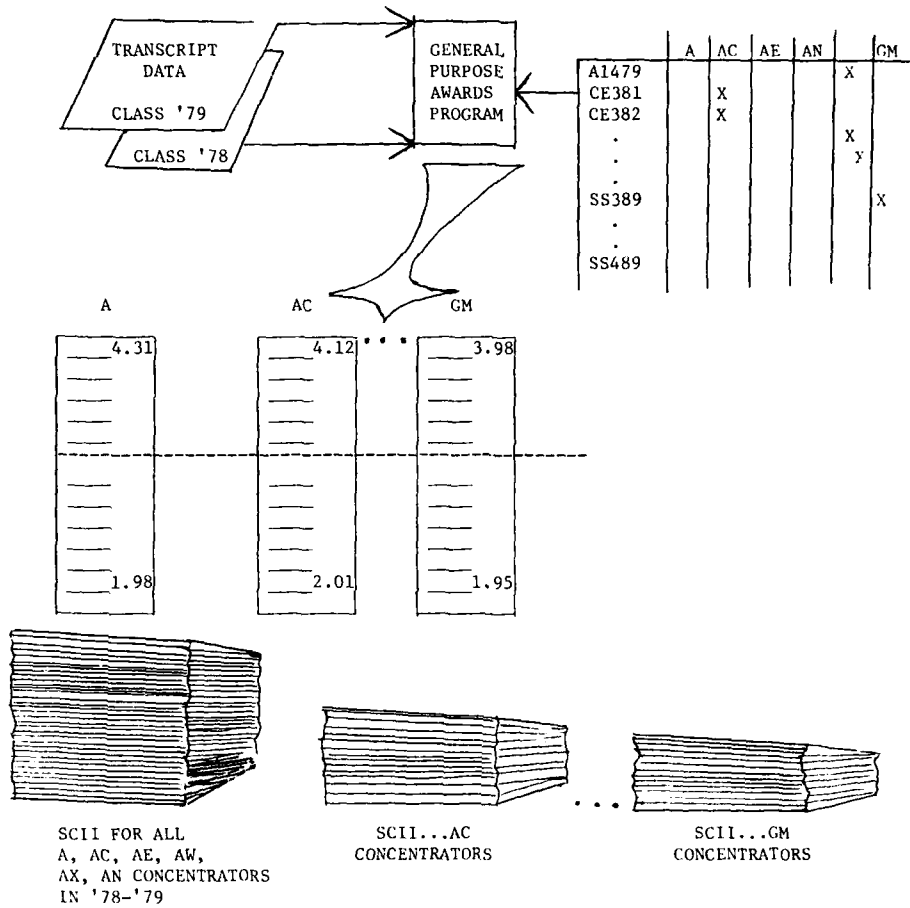 TRANSCRIPT
DATA
CLASS '79
CLASS '78
GENERAL
PURPOSE
AWARDS
PROGRAM
A AC AE AN GM
A1479 X
CE381 X
CE382 X
. X
. y
.
SS389 X
.
.
SS489
A AC GM
4.31 4.12 ... 3.98
1.98 2.01 1.95
...
SCII FOR ALL
A, AC, AE, AW,
AX, AN CONCENTRATORS
IN '78-'79
SCII...AC
CONCENTRATORS
SCII...GM
CONCENTRATORS